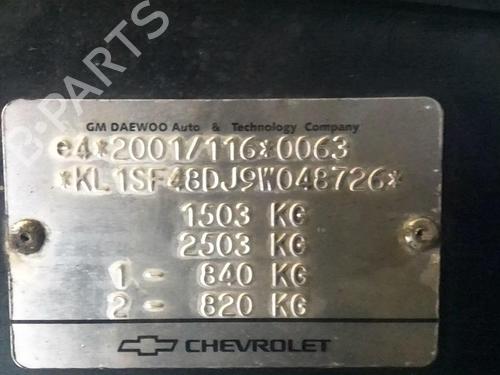 B-PARTS
GM DAEWOO Auto & Technology Company
e4*2001/116*0063
*KL1SF48DJ9W048726*
1503 KG
2503 KG
1 - 840 KG
2 - 820 KG
CHEVROLET